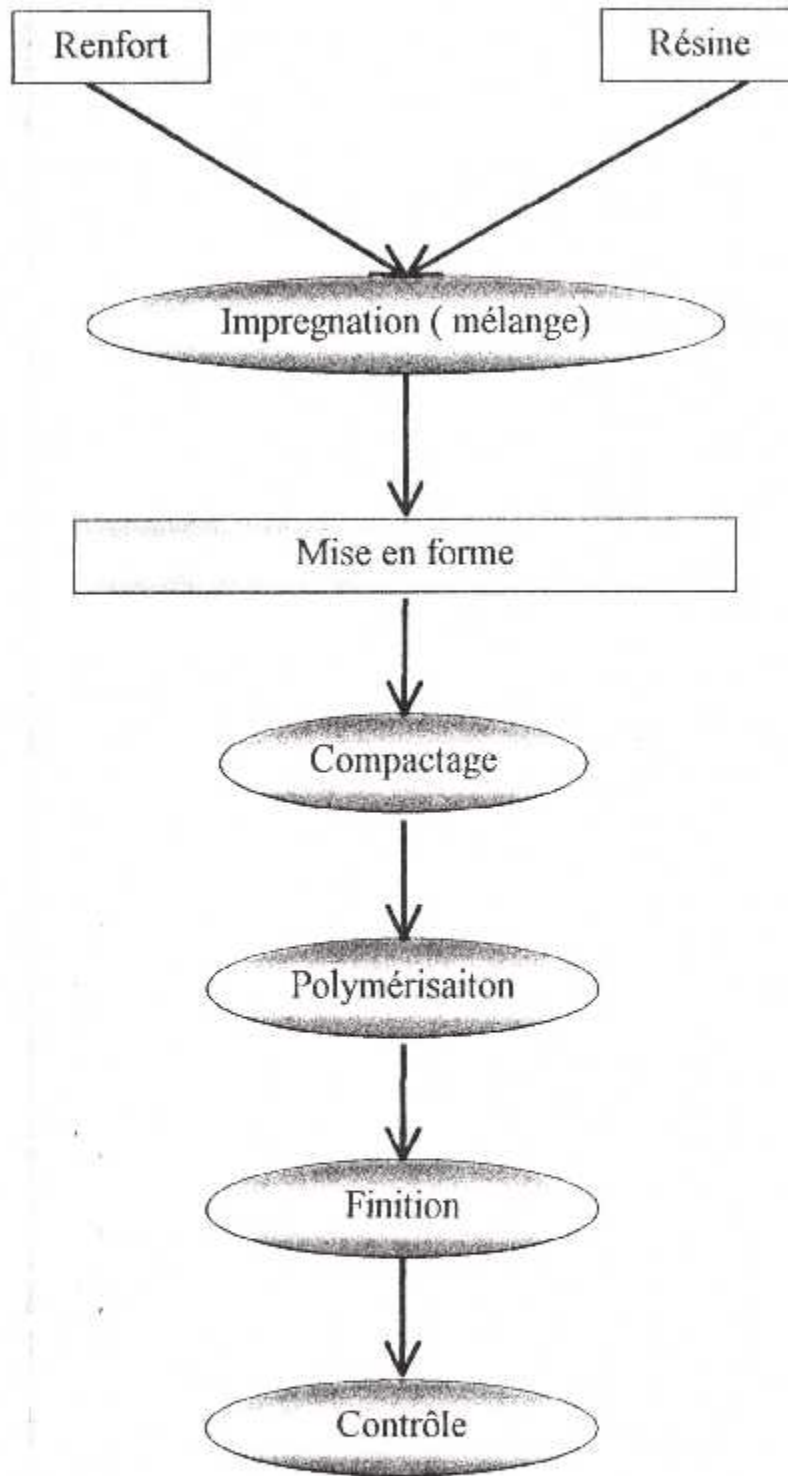 Renfort
Résine
Impregnation ( mélange)
Mise en forme
Compactage
Polymérisaiton
Finition
Contrôle